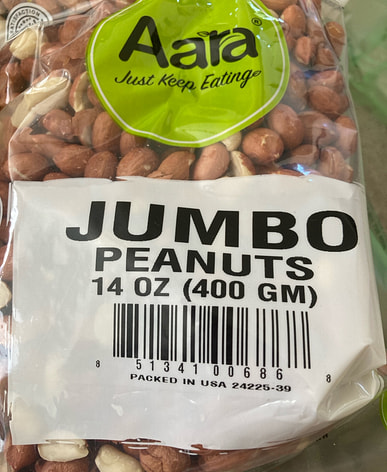 Aara®
Just Keep Eating
JUMBO
PEANUTS
14 OZ (400 GM)
8 51341 00686 8
PACKED IN USA 24225-39